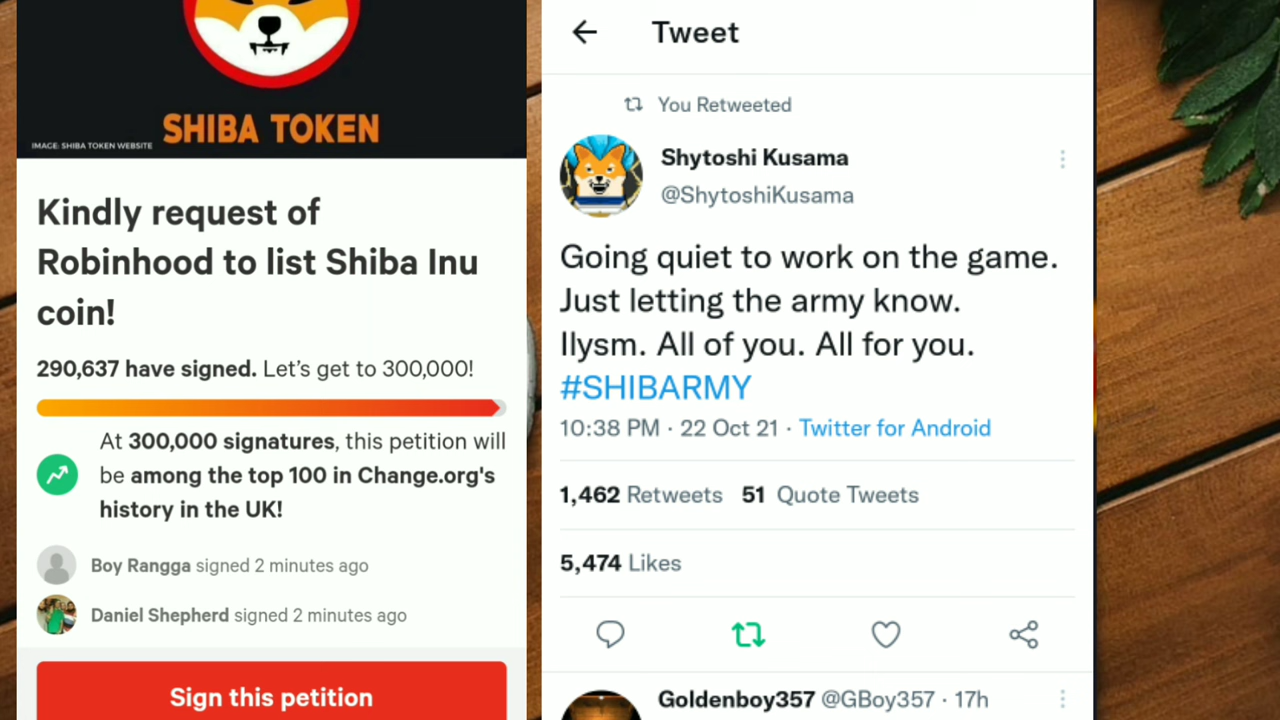 SHIBA TOKEN
IMAGE: SHIBA TOKEN WEBSITE
Kindly request of
Robinhood to list Shiba Inu
coin!
290,637 have signed. Let's get to 300,000!
At 300,000 signatures, this petition will
be among the top 100 in Change.org's
history in the UK!
Boy Rangga signed 2 minutes ago
Daniel Shepherd signed 2 minutes ago
Sign this petition
Tweet
You Retweeted
Shytoshi Kusama
@ShytoshiKusama
Going quiet to work on the game.
Just letting the army know.
Ilysm. All of you. All for you.
#SHIBARMY
10:38 PM · 22 Oct 21 · Twitter for Android
1,462 Retweets 51 Quote Tweets
5,474 Likes
Goldenboy357 @GBoy357 · 17h